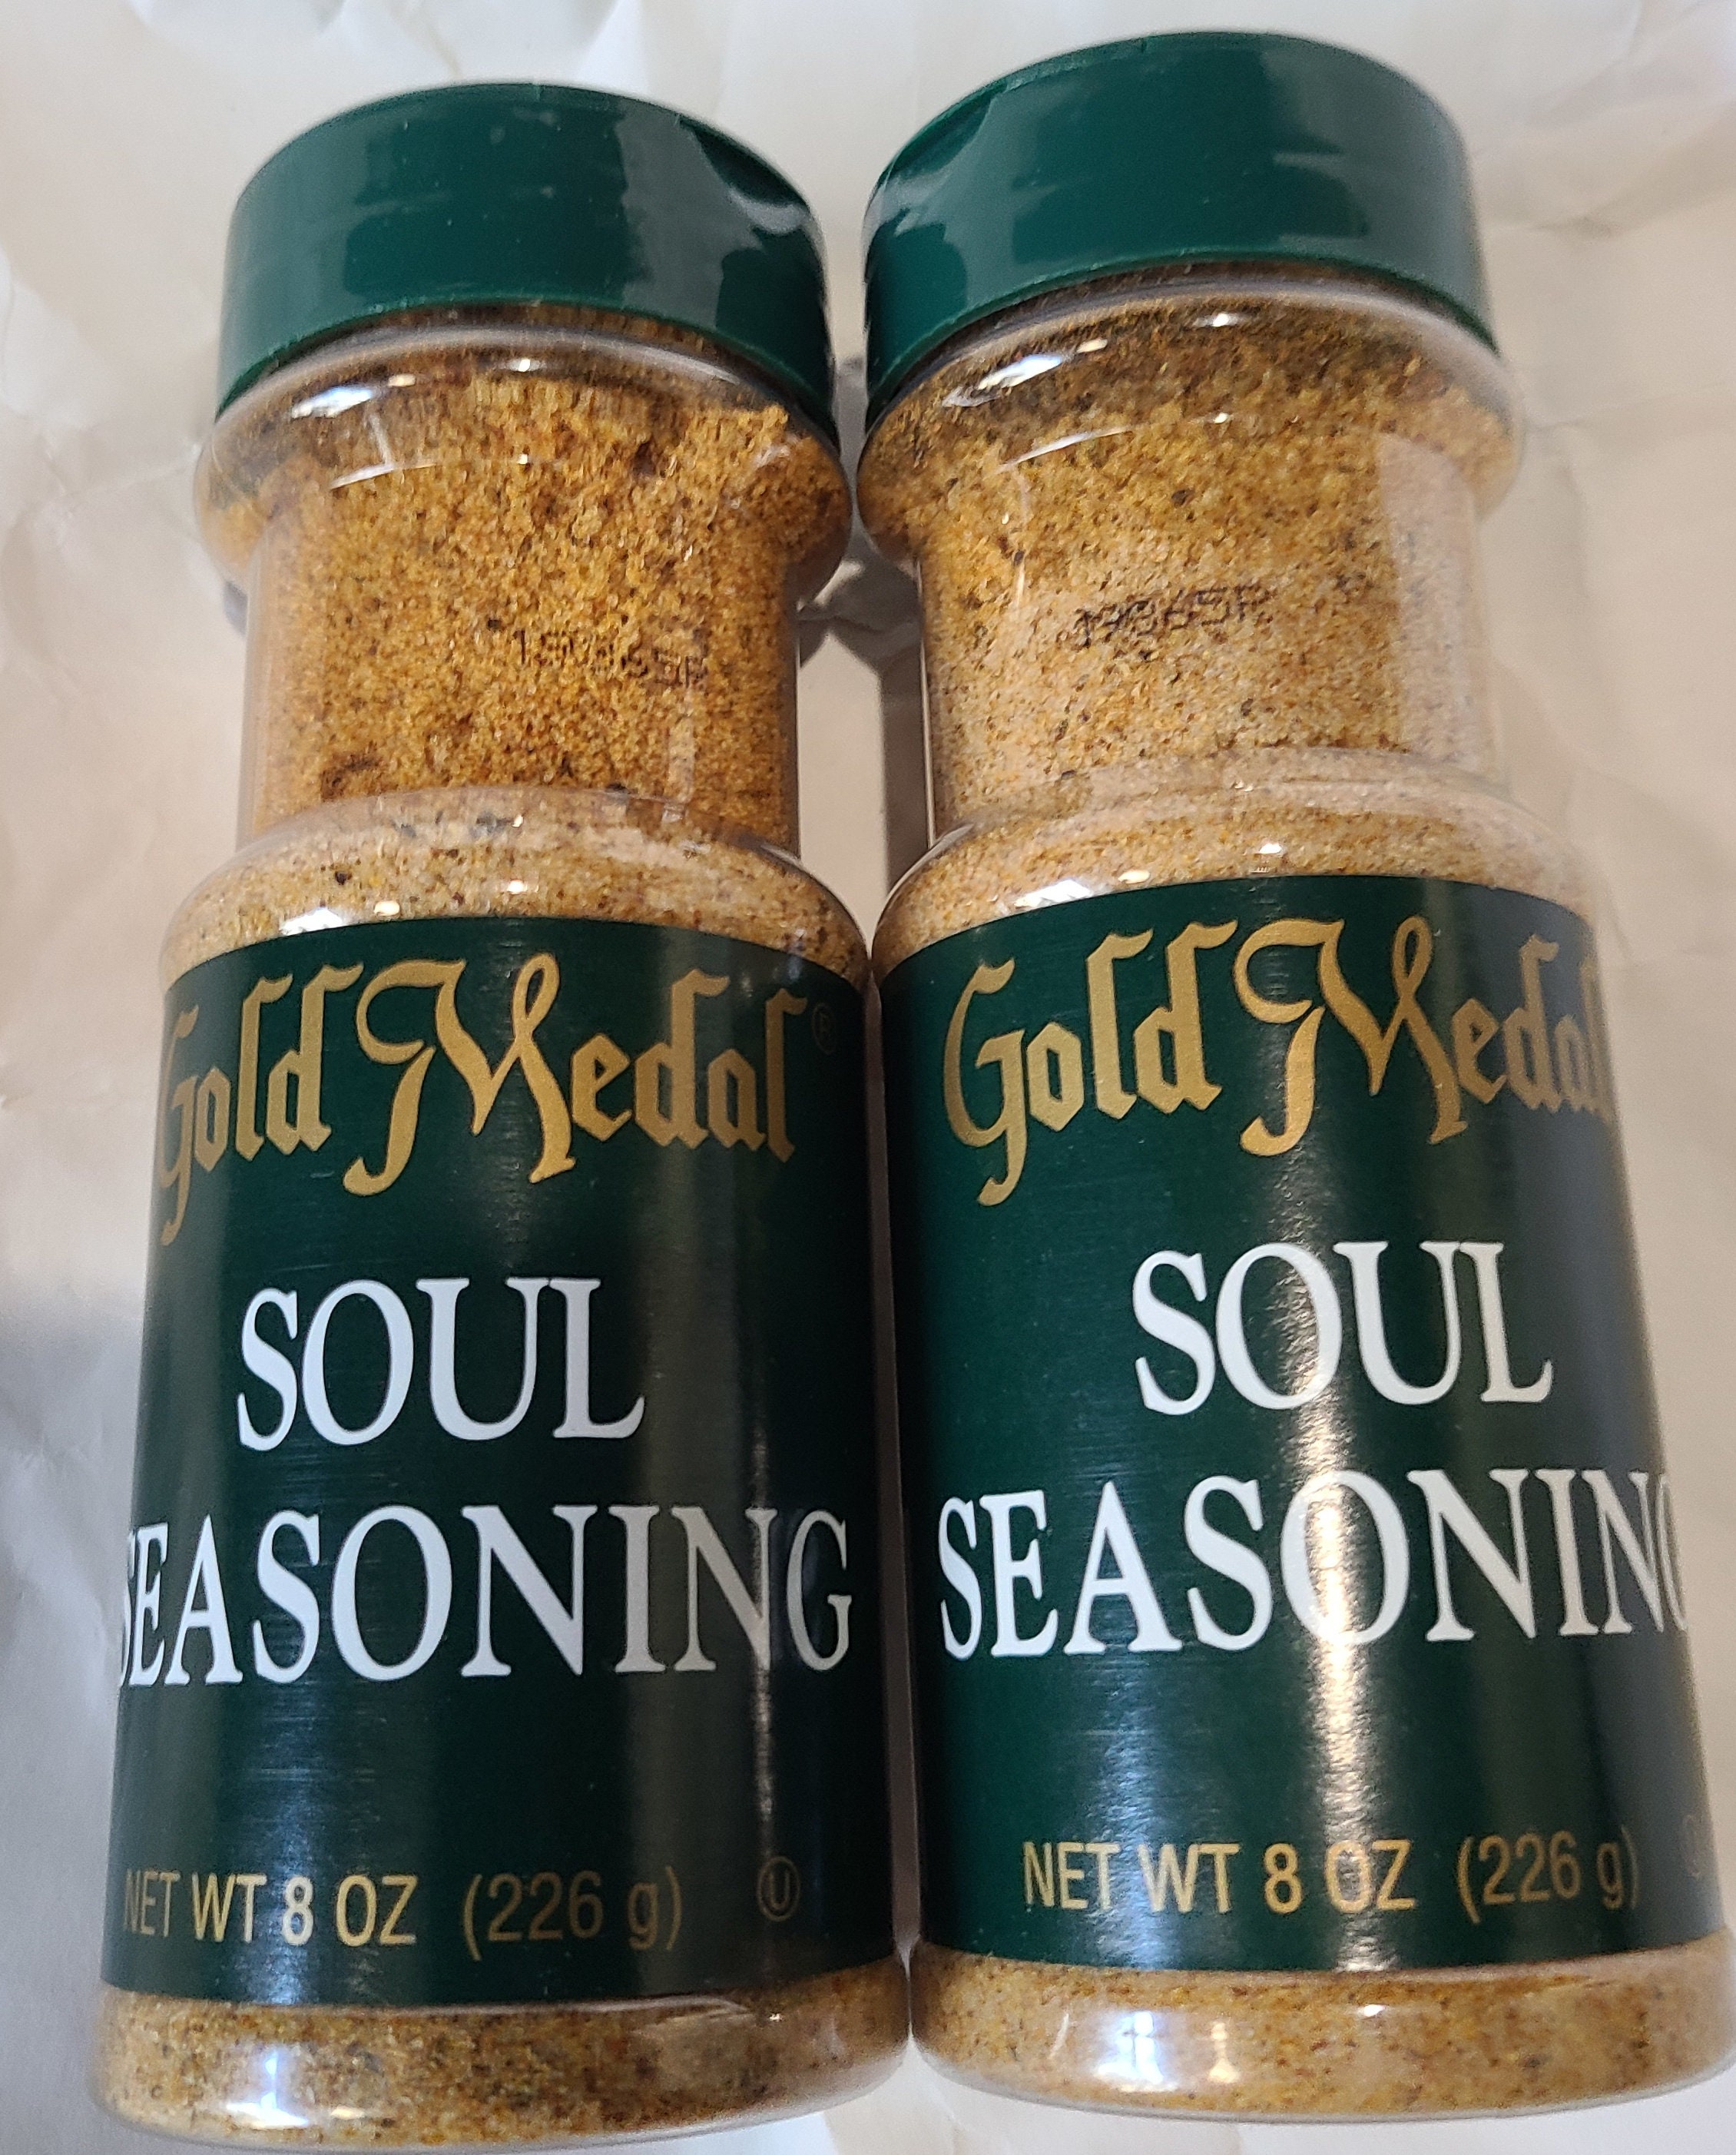 Gold Medal®
SOUL
SEASONING
NET WT 8 OZ (226 g) U
Gold Medal
SOUL
SEASONING
NET WT 8 OZ (226 g)